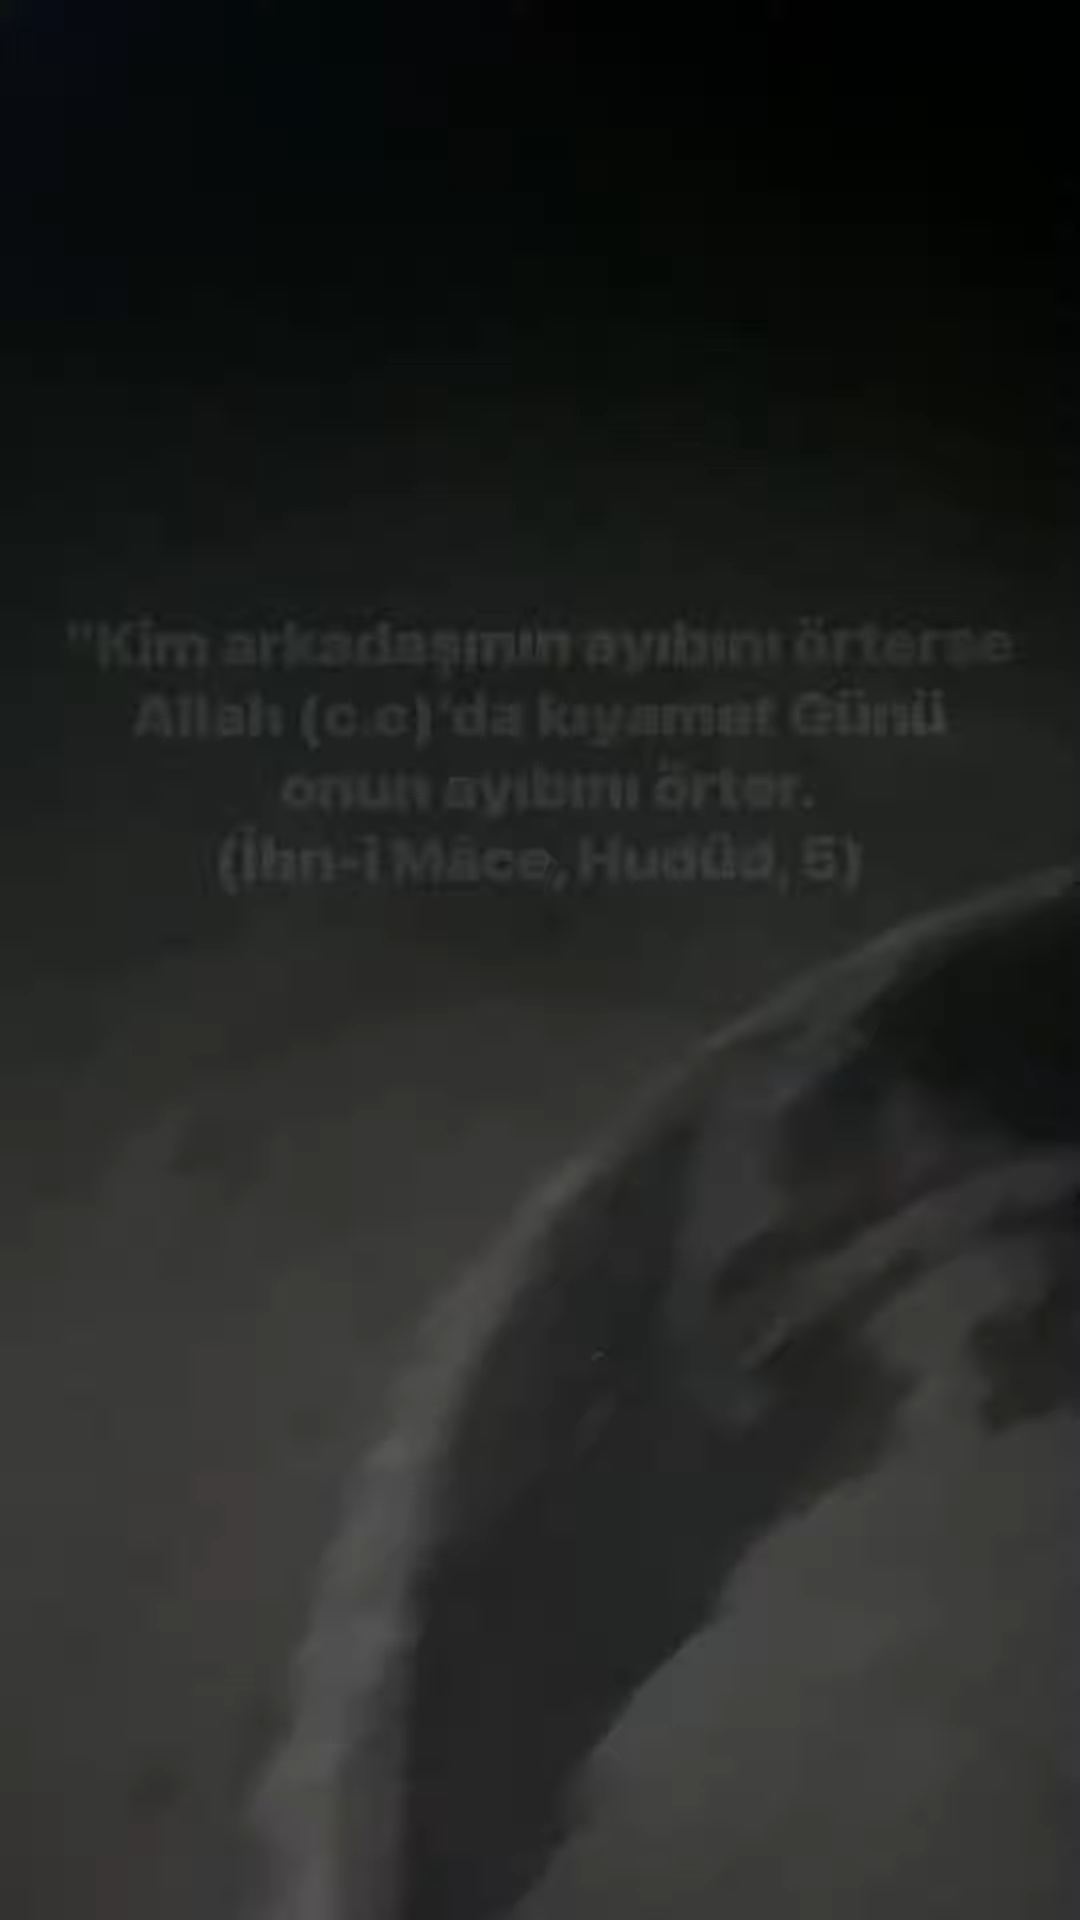 "Kim arkadaşının ayıbını örterse
Allah (c.c)'da kıyamet Günü
onun ayıbını örter.
(İbn-i Mâce, Hudûd, 5)